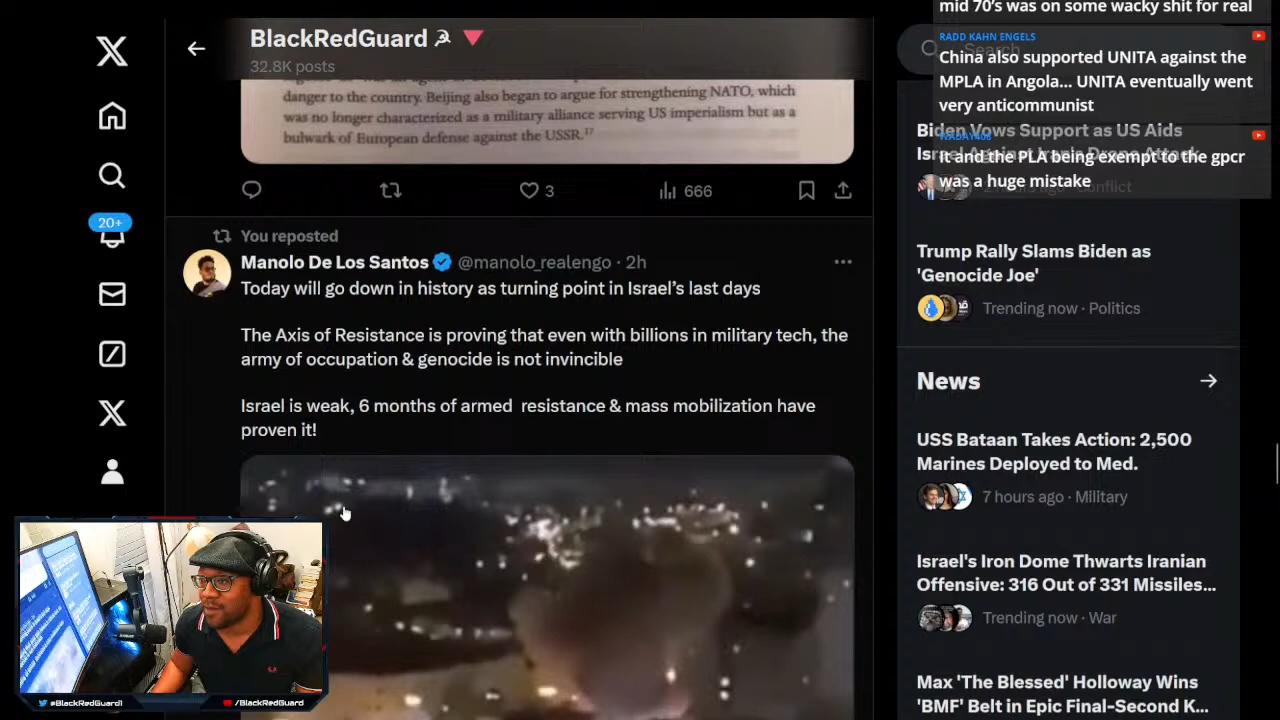 BlackRedGuard ☭ 🔻
32.8K posts
danger to the country. Beijing also began to argue for strengthening NATO, which
was no longer characterized as a military alliance serving US imperialism but as a
bulwark of European defense against the USSR.17
3
666
You reposted
Manolo De Los Santos @manolo_realengo · 2h
Today will go down in history as turning point in Israel's last days
The Axis of Resistance is proving that even with billions in military tech, the
army of occupation & genocide is not invincible
Israel is weak, 6 months of armed resistance & mass mobilization have
proven it!
20+
@BlackRedGuard1
/BlackRedGuard
mid 70's was on some wacky shit for real
RADD KAHN ENGELS
Search
China also supported UNITA against the
MPLA in Angola... UNITA eventually went
very anticommunist
It and the PLA being exempt to the gpcr
was a huge mistake
Biden Vows Support as US Aids
Israel Against Iran's Drone Attack
Conflict
Trump Rally Slams Biden as
'Genocide Joe'
Trending now · Politics
News
USS Bataan Takes Action: 2,500
Marines Deployed to Med.
7 hours ago · Military
Israel's Iron Dome Thwarts Iranian
Offensive: 316 Out of 331 Missiles...
Trending now · War
Max 'The Blessed' Holloway Wins
'BMF' Belt in Epic Final-Second K...